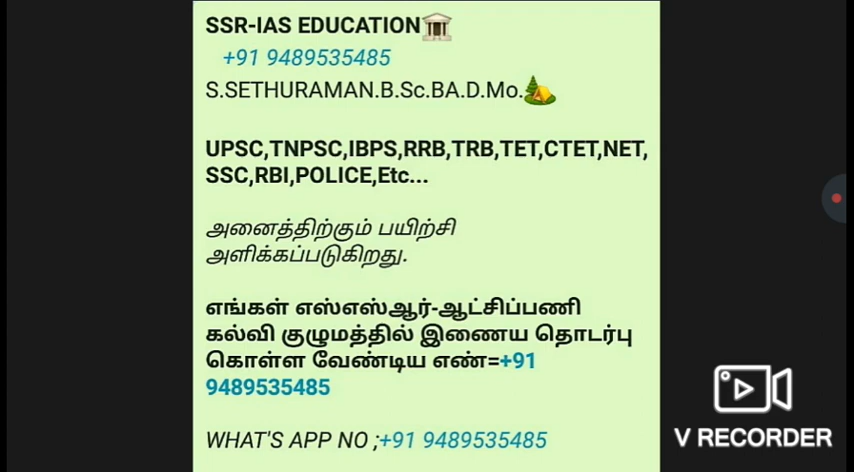 SSR-IAS EDUCATION🏛️
+91 9489535485
S.SETHURAMAN.B.Sc.BA.D.Mo.🏕️
UPSC,TNPSC,IBPS,RRB,TRB,TET,CTET,NET,
SSC,RBI,POLICE,Etc...
அனைத்திற்கும் பயிற்சி
அளிக்கப்படுகிறது.
எங்கள் எஸ்எஸ்ஆர்-ஆட்சிப்பணி
கல்வி குழுமத்தில் இணைய தொடர்பு
கொள்ள வேண்டிய எண்=+91
9489535485
WHAT'S APP NO ;+91 9489535485
V RECORDER